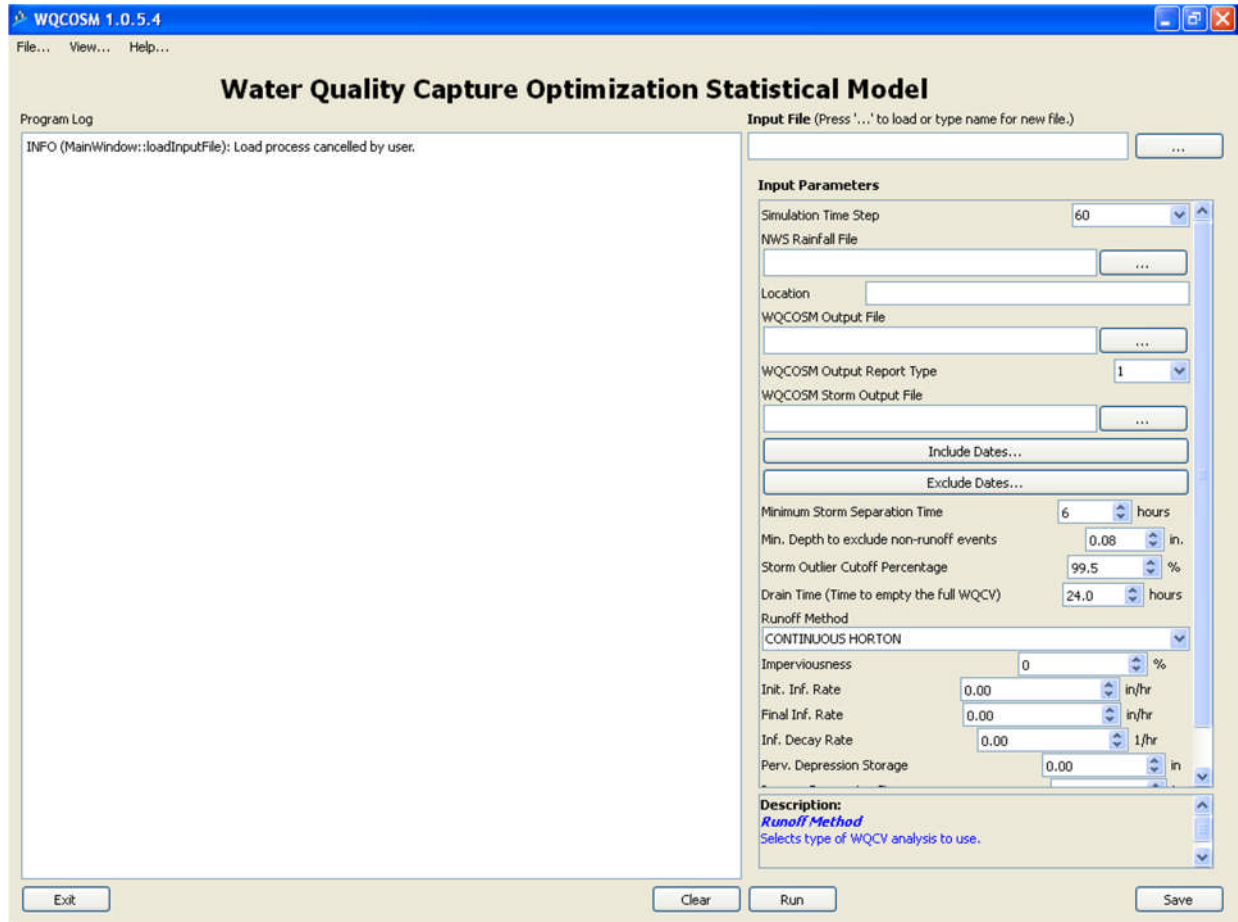 WQCOSM 1.0.5.4
File... View... Help...
Water Quality Capture Optimization Statistical Model
Program Log
INFO (MainWindow::loadInputFile): Load process cancelled by user.
Input File (Press '...' to load or type name for new file.)
...
Input Parameters
Simulation Time Step 60
NWS Rainfall File
...
Location
WQCOSM Output File
...
WQCOSM Output Report Type 1
WQCOSM Storm Output File
...
Include Dates...
Exclude Dates...
Minimum Storm Separation Time 6 hours
Min. Depth to exclude non-runoff events 0.08 in.
Storm Outlier Cutoff Percentage 99.5 %
Drain Time (Time to empty the full WQCV) 24.0 hours
Runoff Method
CONTINUOUS HORTON
Imperviousness 0 %
Init. Inf. Rate 0.00 in/hr
Final Inf. Rate 0.00 in/hr
Inf. Decay Rate 0.00 1/hr
Perv. Depression Storage 0.00 in
Description:
Runoff Method
Selects type of WQCV analysis to use.
Exit Clear Run Save